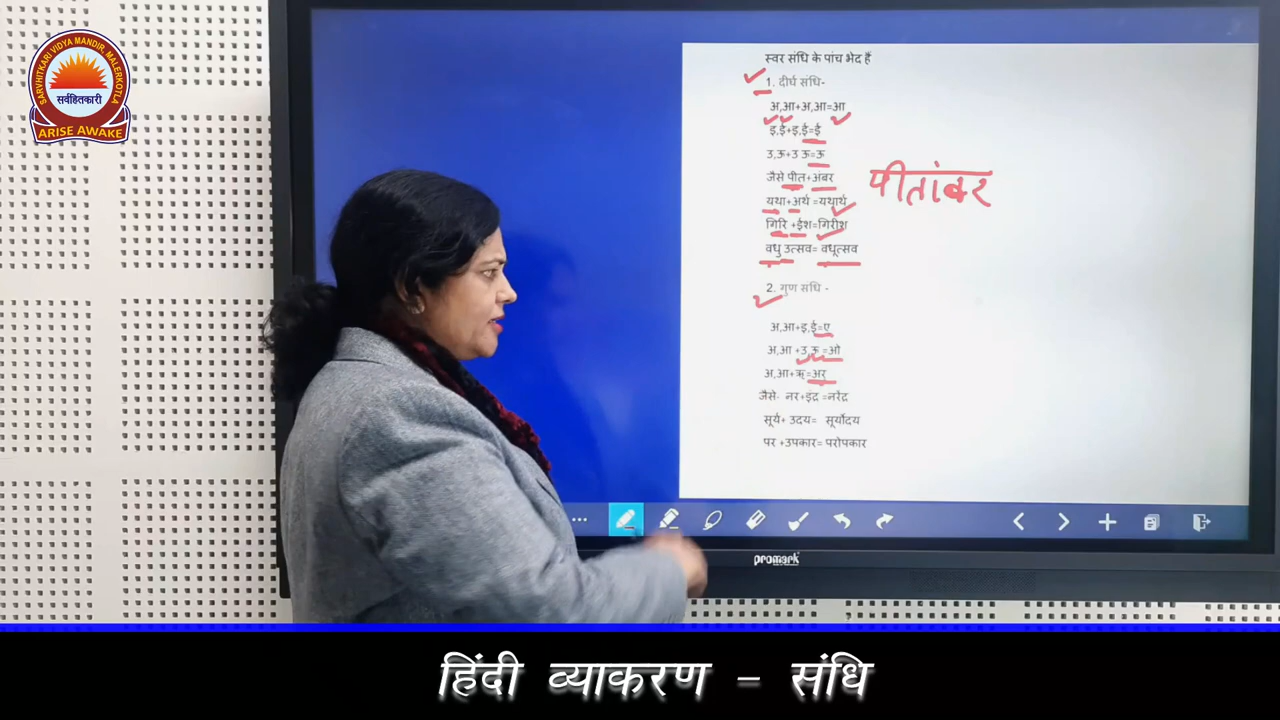 SARVHITKARI VIDYA MANDIR, MALERKOTLA
सर्वहितकारी
ARISE AWAKE
स्वर संधि के पांच भेद हैं
1. दीर्घ संधि-
अ,आ+अ,आ=आ
इ,ई+इ,ई=ई
उ,ऊ+उ ऊ=ऊ
जैसे पीत+अंबर
पीतांबर
यथा+अर्थ =यथार्थ
गिरि +ईश=गिरीश
वधु उत्सव= वधूत्सव
2. गुण संधि -
अ,आ+इ,ई=ए
अ,आ +उ,ऊ =ओ
अ,आ+ऋ=अर्
जैसे- नर+इंद्र =नरेंद्र
सूर्य+ उदय= सूर्योदय
पर +उपकार= परोपकार
promark
हिंदी व्याकरण - संधि